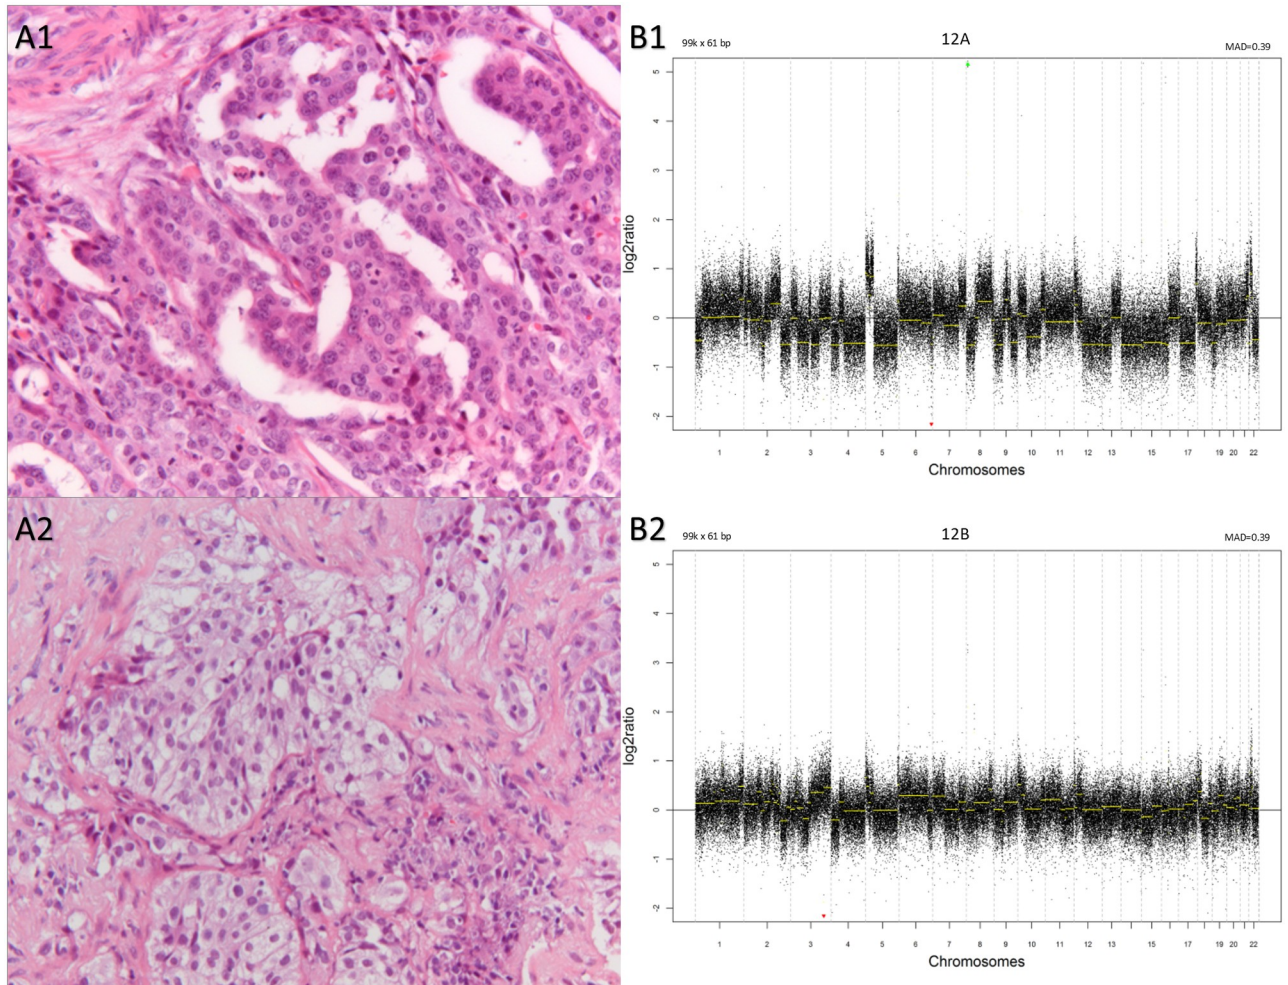 A1
B1
99k x 61 bp
12A
MAD=0.39
5
4
3
2
1
0
-1
-2
log2ratio
1 2 3 4 5 6 7 8 9 10 11 12 13 15 17 19 20 22
Chromosomes
A2
B2
99k x 61 bp
12B
MAD=0.39
5
4
3
2
1
0
-1
-2
log2ratio
1 2 3 4 5 6 7 8 9 10 11 12 13 15 17 19 20 22
Chromosomes